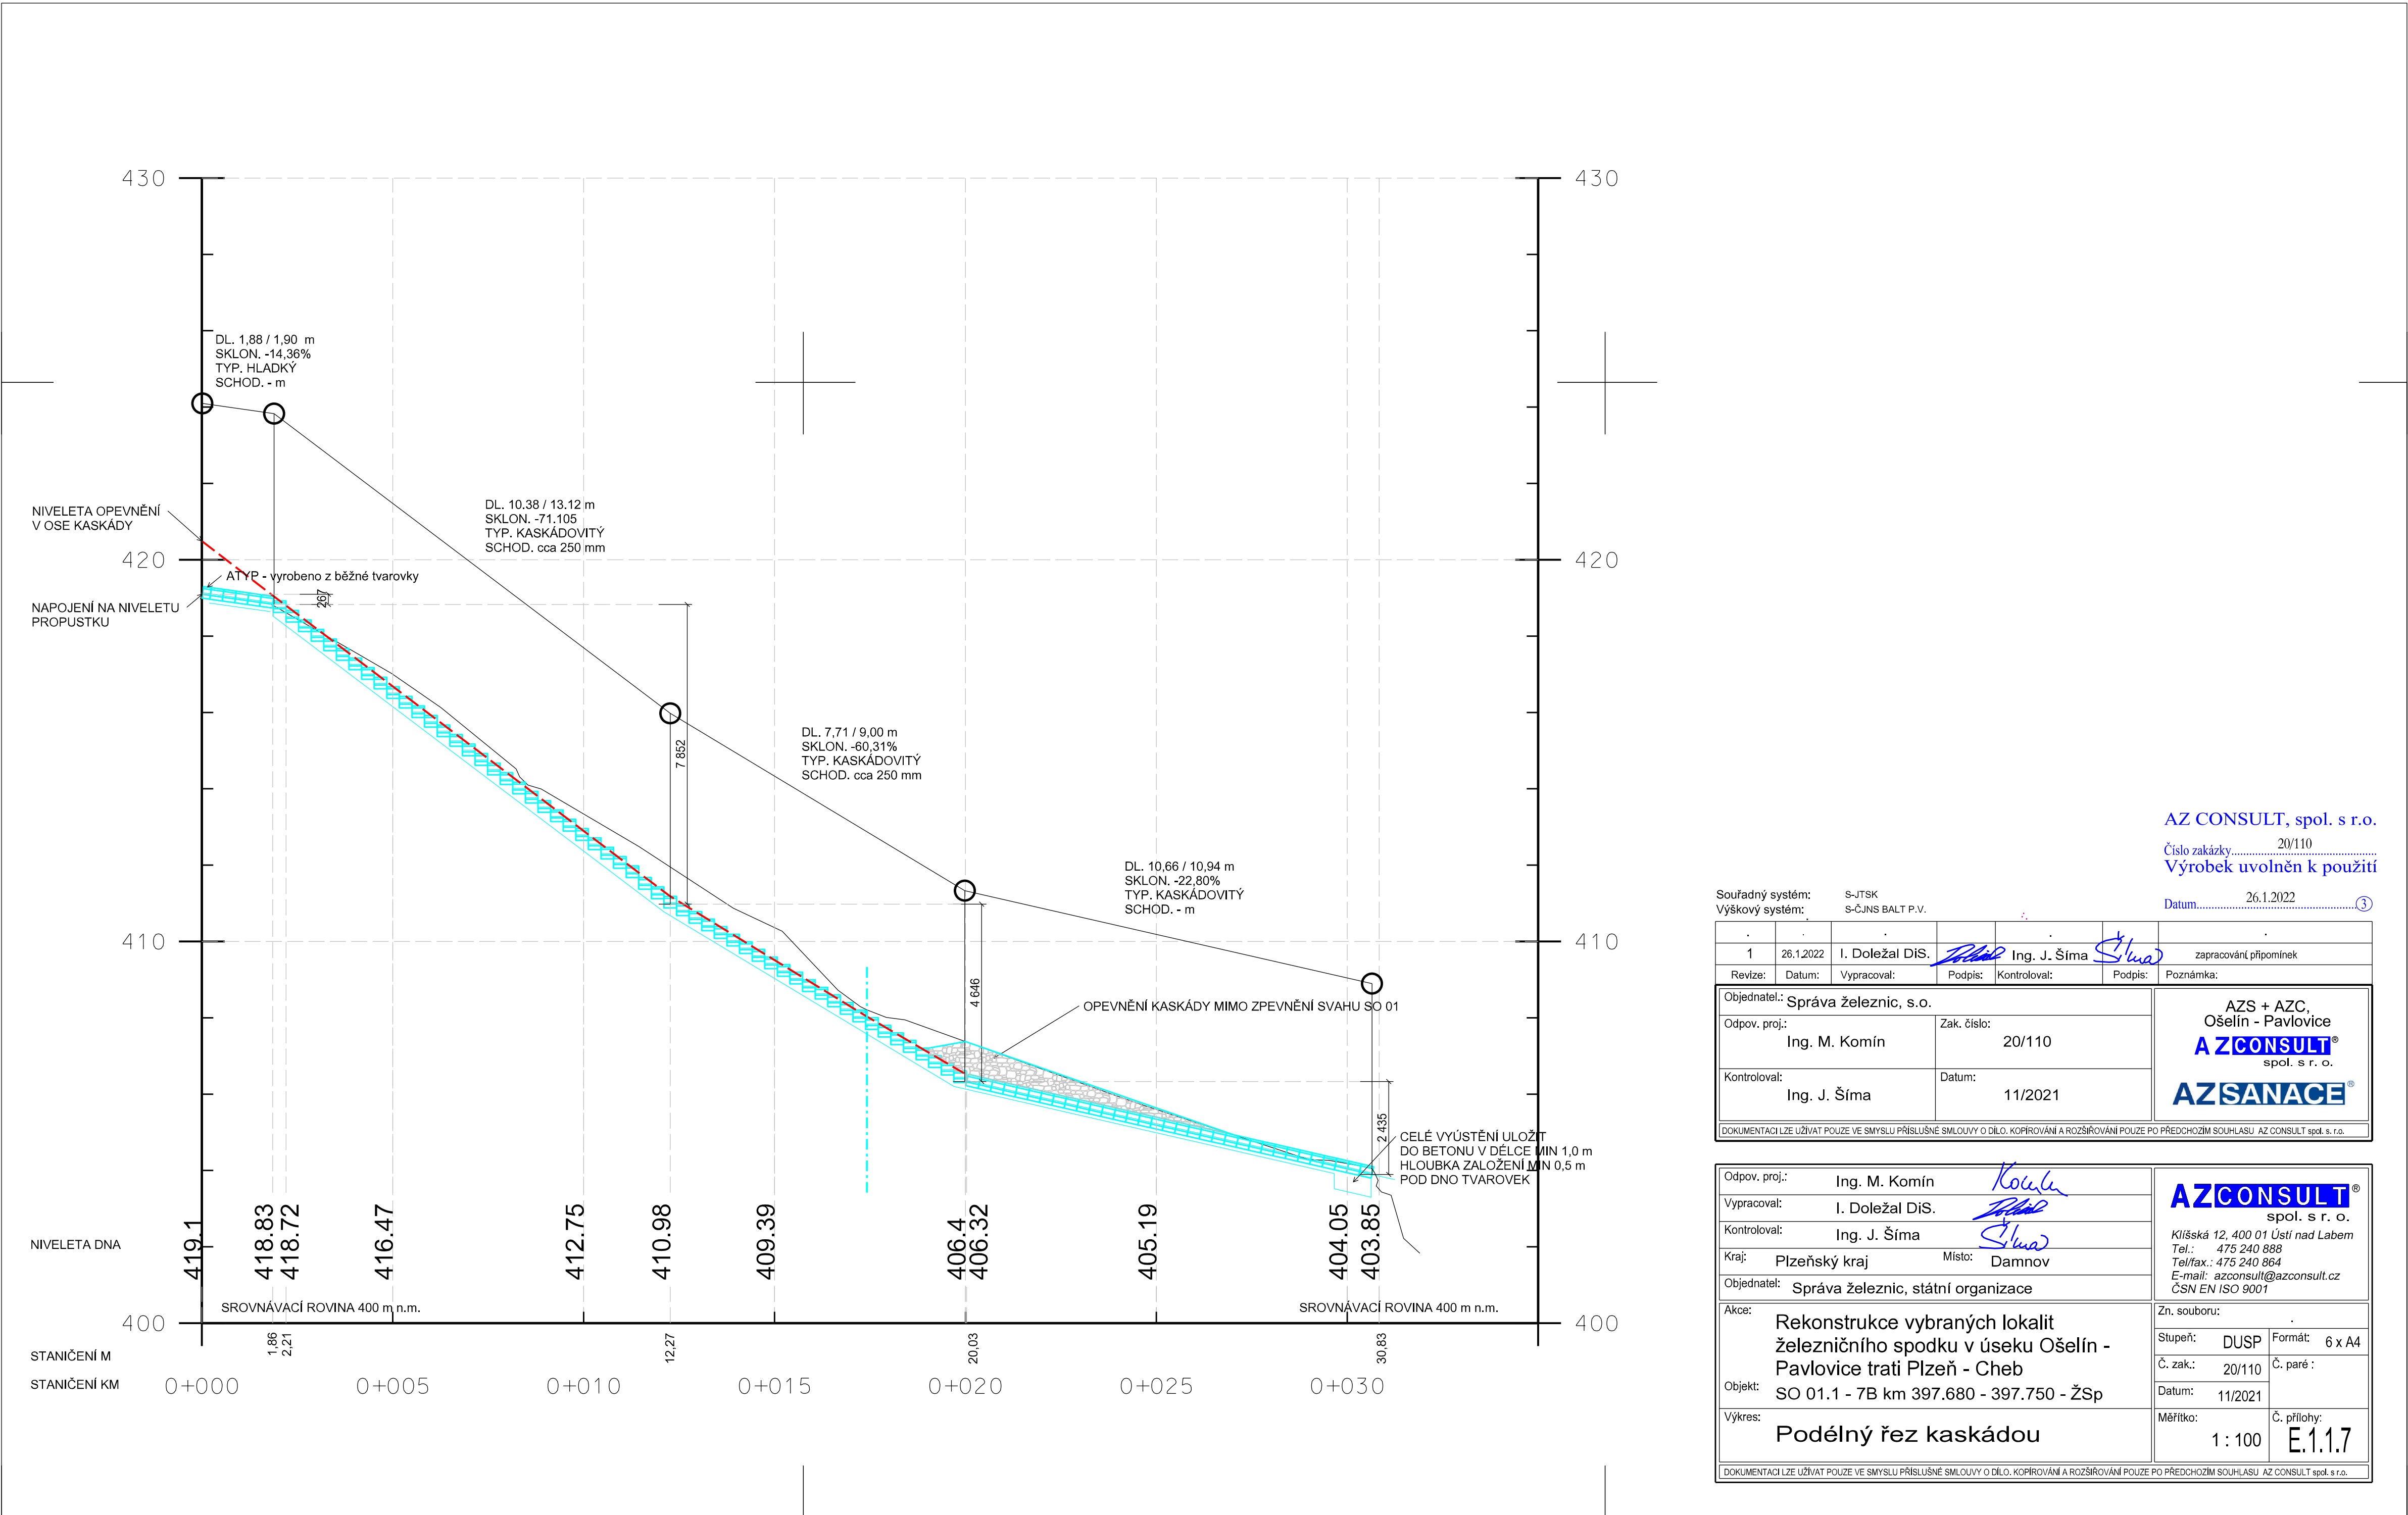 430
430
DL. 1,88 / 1,90 m
SKLON. -14,36%
TYP. HLADKÝ
SCHOD. - m
NIVELETA OPEVNĚNÍ
V OSE KASKÁDY
DL. 10.38 / 13.12 m
SKLON. -71.105
TYP. KASKÁDOVITÝ
SCHOD. cca 250 mm
420
420
ATYP - vyrobeno z běžné tvarovky
267
NAPOJENÍ NA NIVELETU
PROPUSTKU
7 852
DL. 7,71 / 9,00 m
SKLON. -60,31%
TYP. KASKÁDOVITÝ
SCHOD. cca 250 mm
DL. 10,66 / 10,94 m
SKLON. -22,80%
TYP. KASKÁDOVITÝ
SCHOD. - m
410
410
4 646
OPEVNĚNÍ KASKÁDY MIMO ZPEVNĚNÍ SVAHU SO 01
2 435
CELÉ VYÚSTĚNÍ ULOŽIT
DO BETONU V DÉLCE MIN 1,0 m
HLOUBKA ZALOŽENÍ MIN 0,5 m
POD DNO TVAROVEK
NIVELETA DNA
419.1
418.83
418.72
416.47
412.75
410.98
409.39
406.4
406.32
405.19
404.05
403.85
SROVNÁVACÍ ROVINA 400 m n.m.
SROVNÁVACÍ ROVINA 400 m n.m.
400
400
STANIČENÍ M
1,86
2,21
12,27
20,03
30,83
STANIČENÍ KM
0+000
0+005
0+010
0+015
0+020
0+025
0+030
AZ CONSULT, spol. s r.o.
Číslo zakázky 20/110
Výrobek uvolněn k použití
Datum 26.1.2022 3
Souřadný systém: S-JTSK
Výškový systém: S-ČJNS BALT P.V.
1 26.1.2022 I. Doležal DiS. Ing. J. Šíma Šíma zapracování připomínek
Revize: Datum: Vypracoval: Podpis: Kontroloval: Podpis: Poznámka:
Objednatel.: Správa železnic, s.o.
Odpov. proj.: Ing. M. Komín
Zak. číslo: 20/110
Kontroloval: Ing. J. Šíma
Datum: 11/2021
AZS + AZC,
Ošelín - Pavlovice
AZCONSULT®
spol. s r. o.
AZSANACE®
DOKUMENTACI LZE UŽÍVAT POUZE VE SMYSLU PŘÍSLUŠNÉ SMLOUVY O DÍLO. KOPÍROVÁNÍ A ROZŠIŘOVÁNÍ POUZE PO PŘEDCHOZÍM SOUHLASU AZ CONSULT spol. s. r.o.
Odpov. proj.: Ing. M. Komín
Vypracoval: I. Doležal DiS.
Kontroloval: Ing. J. Šíma Šíma
Kraj: Plzeňský kraj Místo: Damnov
Objednatel: Správa železnic, státní organizace
AZCONSULT®
spol. s r. o.
Klíšská 12, 400 01 Ústí nad Labem
Tel.: 475 240 888
Tel/fax.: 475 240 864
E-mail: azconsult@azconsult.cz
ČSN EN ISO 9001
Akce: Rekonstrukce vybraných lokalit
železničního spodku v úseku Ošelín -
Pavlovice trati Plzeň - Cheb
Objekt: SO 01.1 - 7B km 397.680 - 397.750 - ŽSp
Zn. souboru:
Stupeň: DUSP Formát: 6 x A4
Č. zak.: 20/110 Č. paré :
Datum: 11/2021
Výkres: Podélný řez kaskádou
Měřítko: 1 : 100
Č. přílohy: E.1.1.7
DOKUMENTACI LZE UŽÍVAT POUZE VE SMYSLU PŘÍSLUŠNÉ SMLOUVY O DÍLO. KOPÍROVÁNÍ A ROZŠIŘOVÁNÍ POUZE PO PŘEDCHOZÍM SOUHLASU AZ CONSULT spol. s r.o.